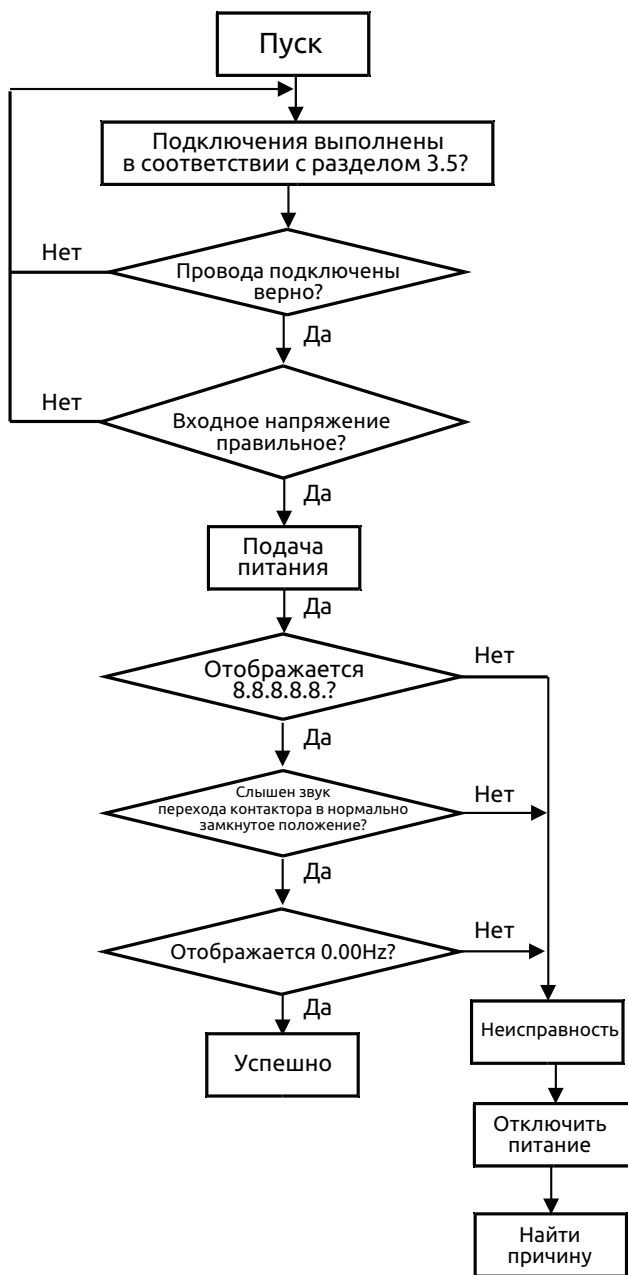 Пуск
Подключения выполнены
в соответствии с разделом 3.5?
Нет
Провода подключены
верно?
Да
Нет
Входное напряжение
правильное?
Да
Подача
питания
Да
Отображается
8.8.8.8.8.?
Нет
Да
Слышен звук
перехода контактора в нормально
замкнутое положение?
Нет
Да
Отображается 0.00Hz?
Нет
Да
Успешно
Неисправность
Отключить
питание
Найти
причину